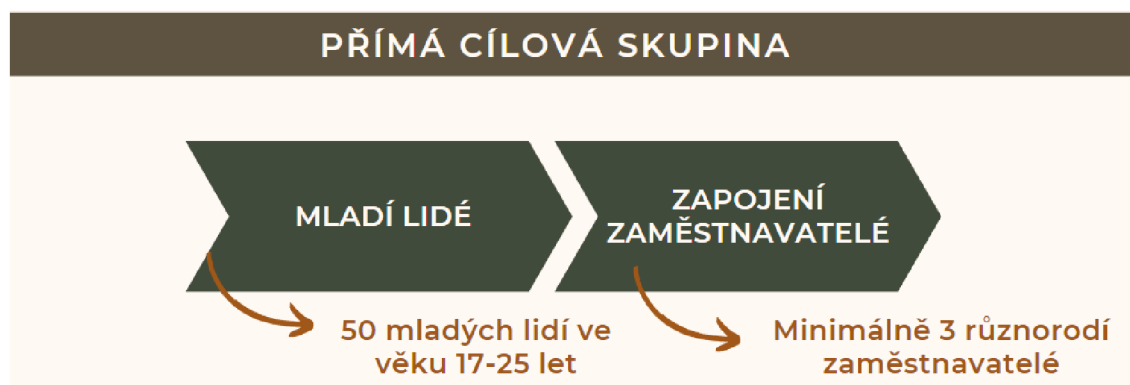 PŘÍMÁ CÍLOVÁ SKUPINA
MLADÍ LIDÉ
ZAPOJENÍ
ZAMĚSTNAVATELÉ
50 mladých lidí ve
věku 17-25 let
Minimálně 3 různorodí
zaměstnavatelé